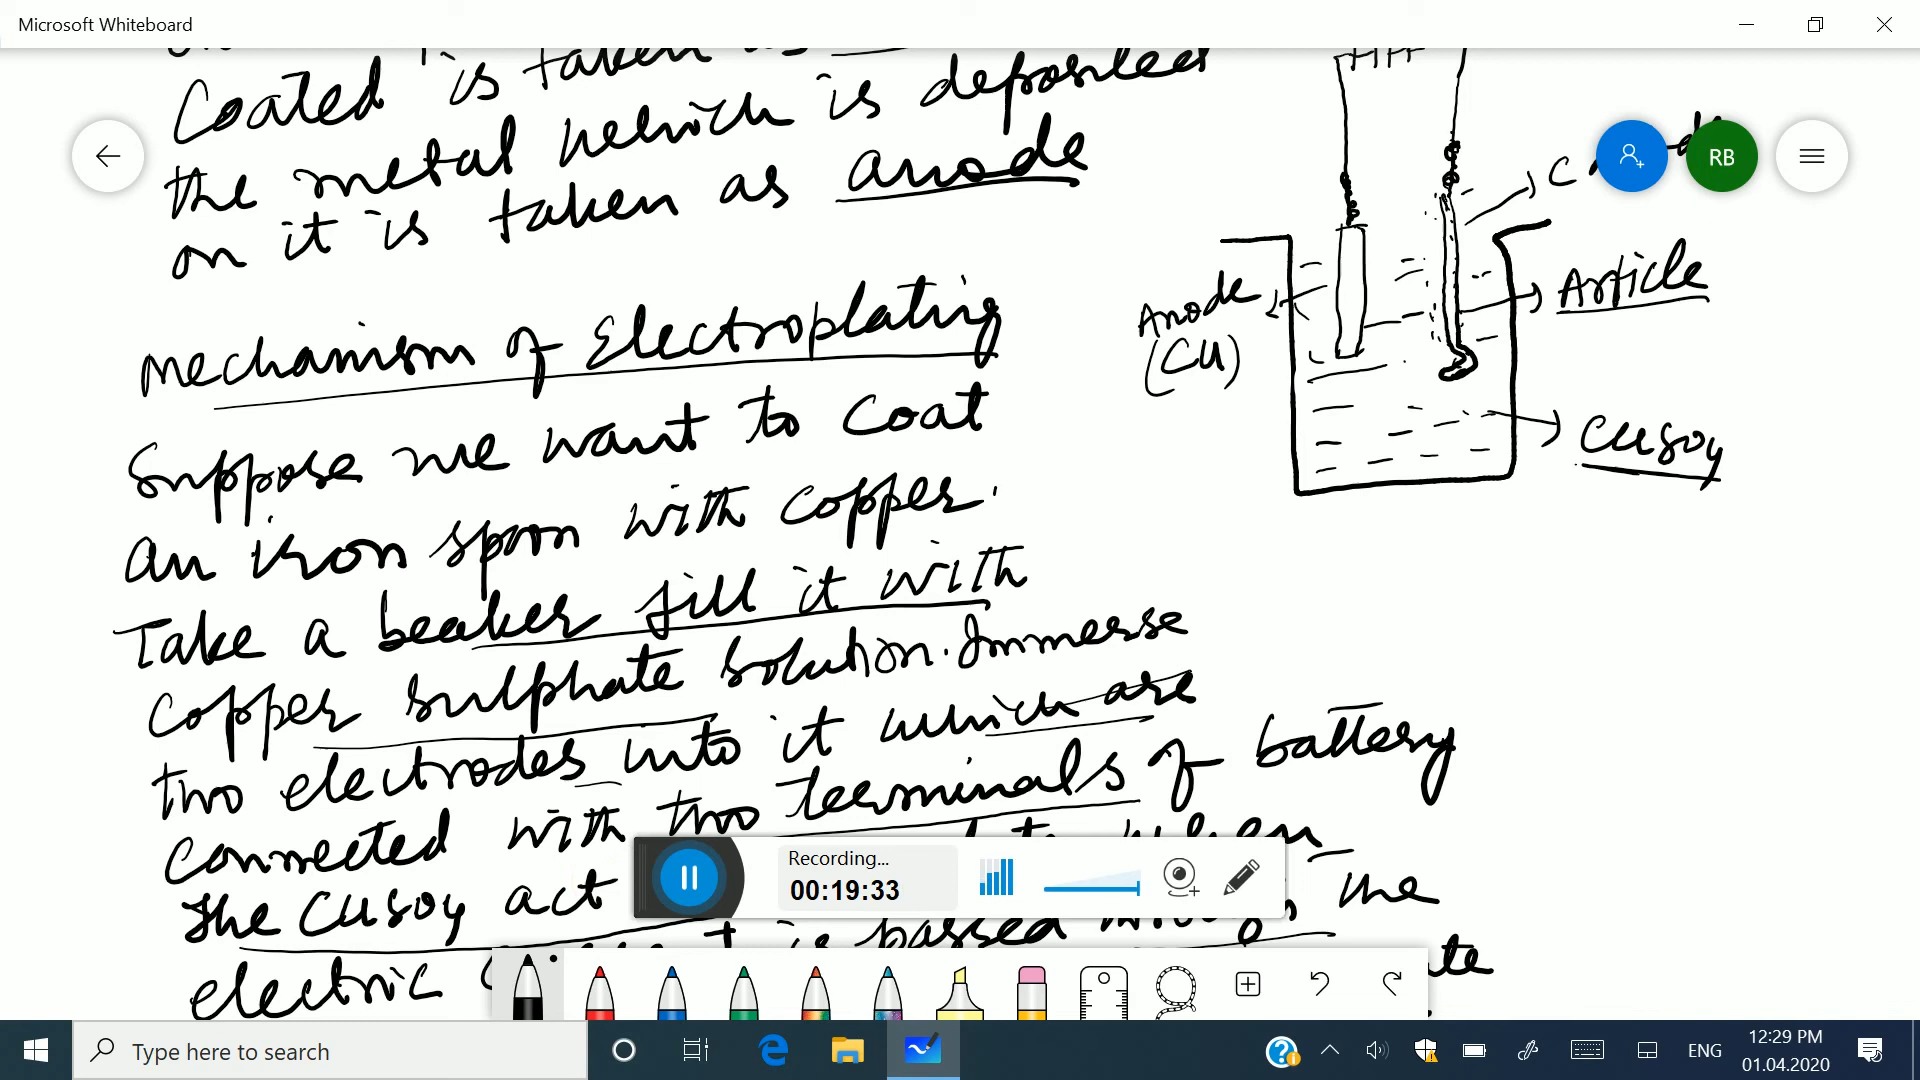 Microsoft Whiteboard
Coated is taken as
the metal which is deposited
on it is taken as anode
Mechanism of Electroplating
Suppose we want to coat
an iron spoon with copper.
Take a beaker fill it with
copper sulphate solution. Immerse
two electrodes into it which are
connected with two terminals of battery
the CUSO4 act
electric is passed the
Anode
(CU)
Article
CUSO4
RB
Recording...
00:19:33
Type here to search
ENG
12:29 PM
01.04.2020